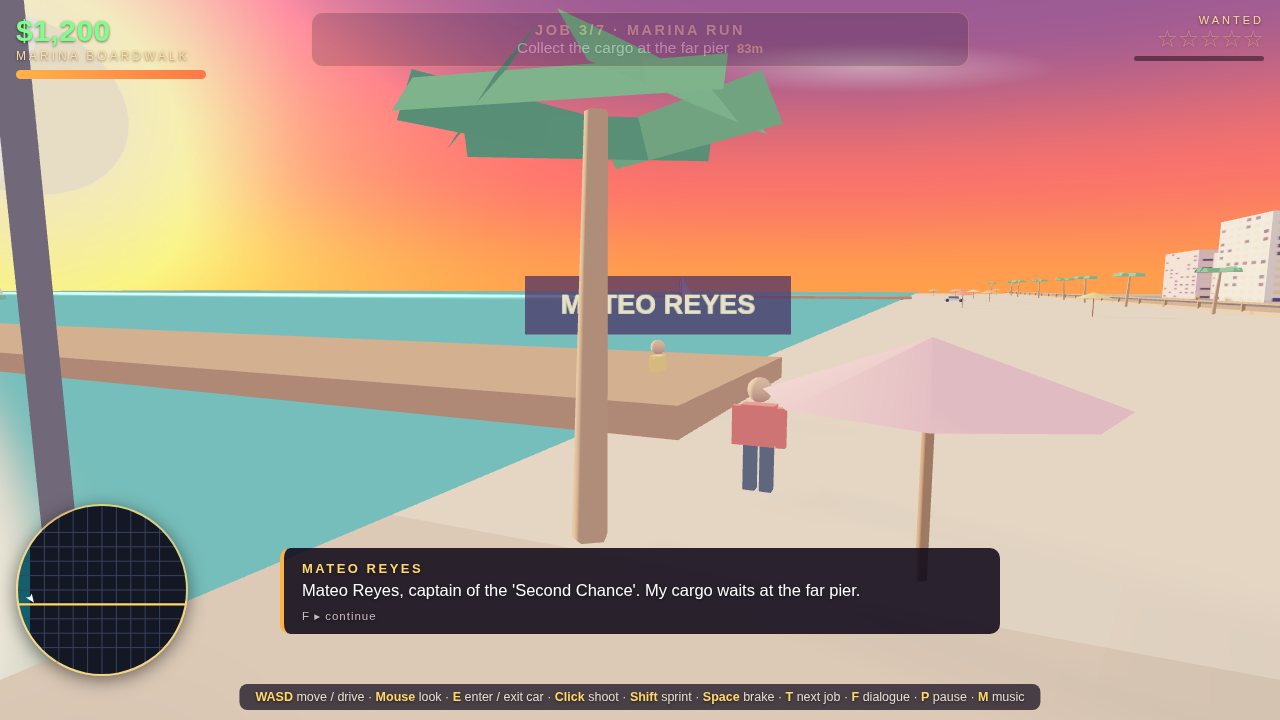 $1,200
MARINA BOARDWALK
JOB 3/7 · MARINA RUN
Collect the cargo at the far pier 83m
WANTED
☆☆☆☆☆
MATEO REYES
MATEO REYES
Mateo Reyes, captain of the 'Second Chance'. My cargo waits at the far pier.
F ▸ continue
WASD move / drive · Mouse look · E enter / exit car · Click shoot · Shift sprint · Space brake · T next job · F dialogue · P pause · M music